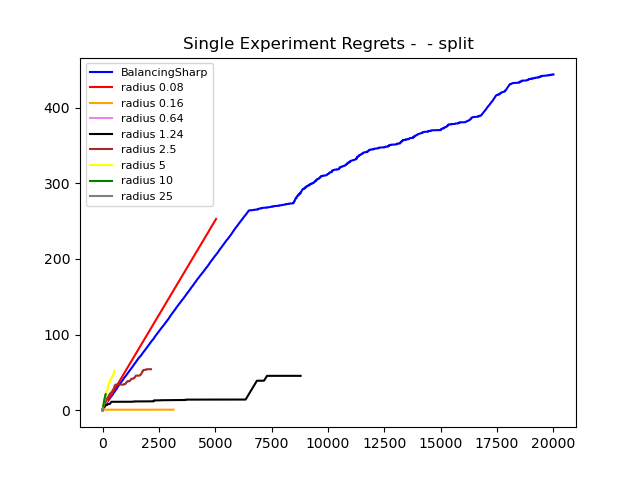 Single Experiment Regrets -  - split
BalancingSharp
radius 0.08
radius 0.16
radius 0.64
radius 1.24
radius 2.5
radius 5
radius 10
radius 25
400
300
200
100
0
0 2500 5000 7500 10000 12500 15000 17500 20000